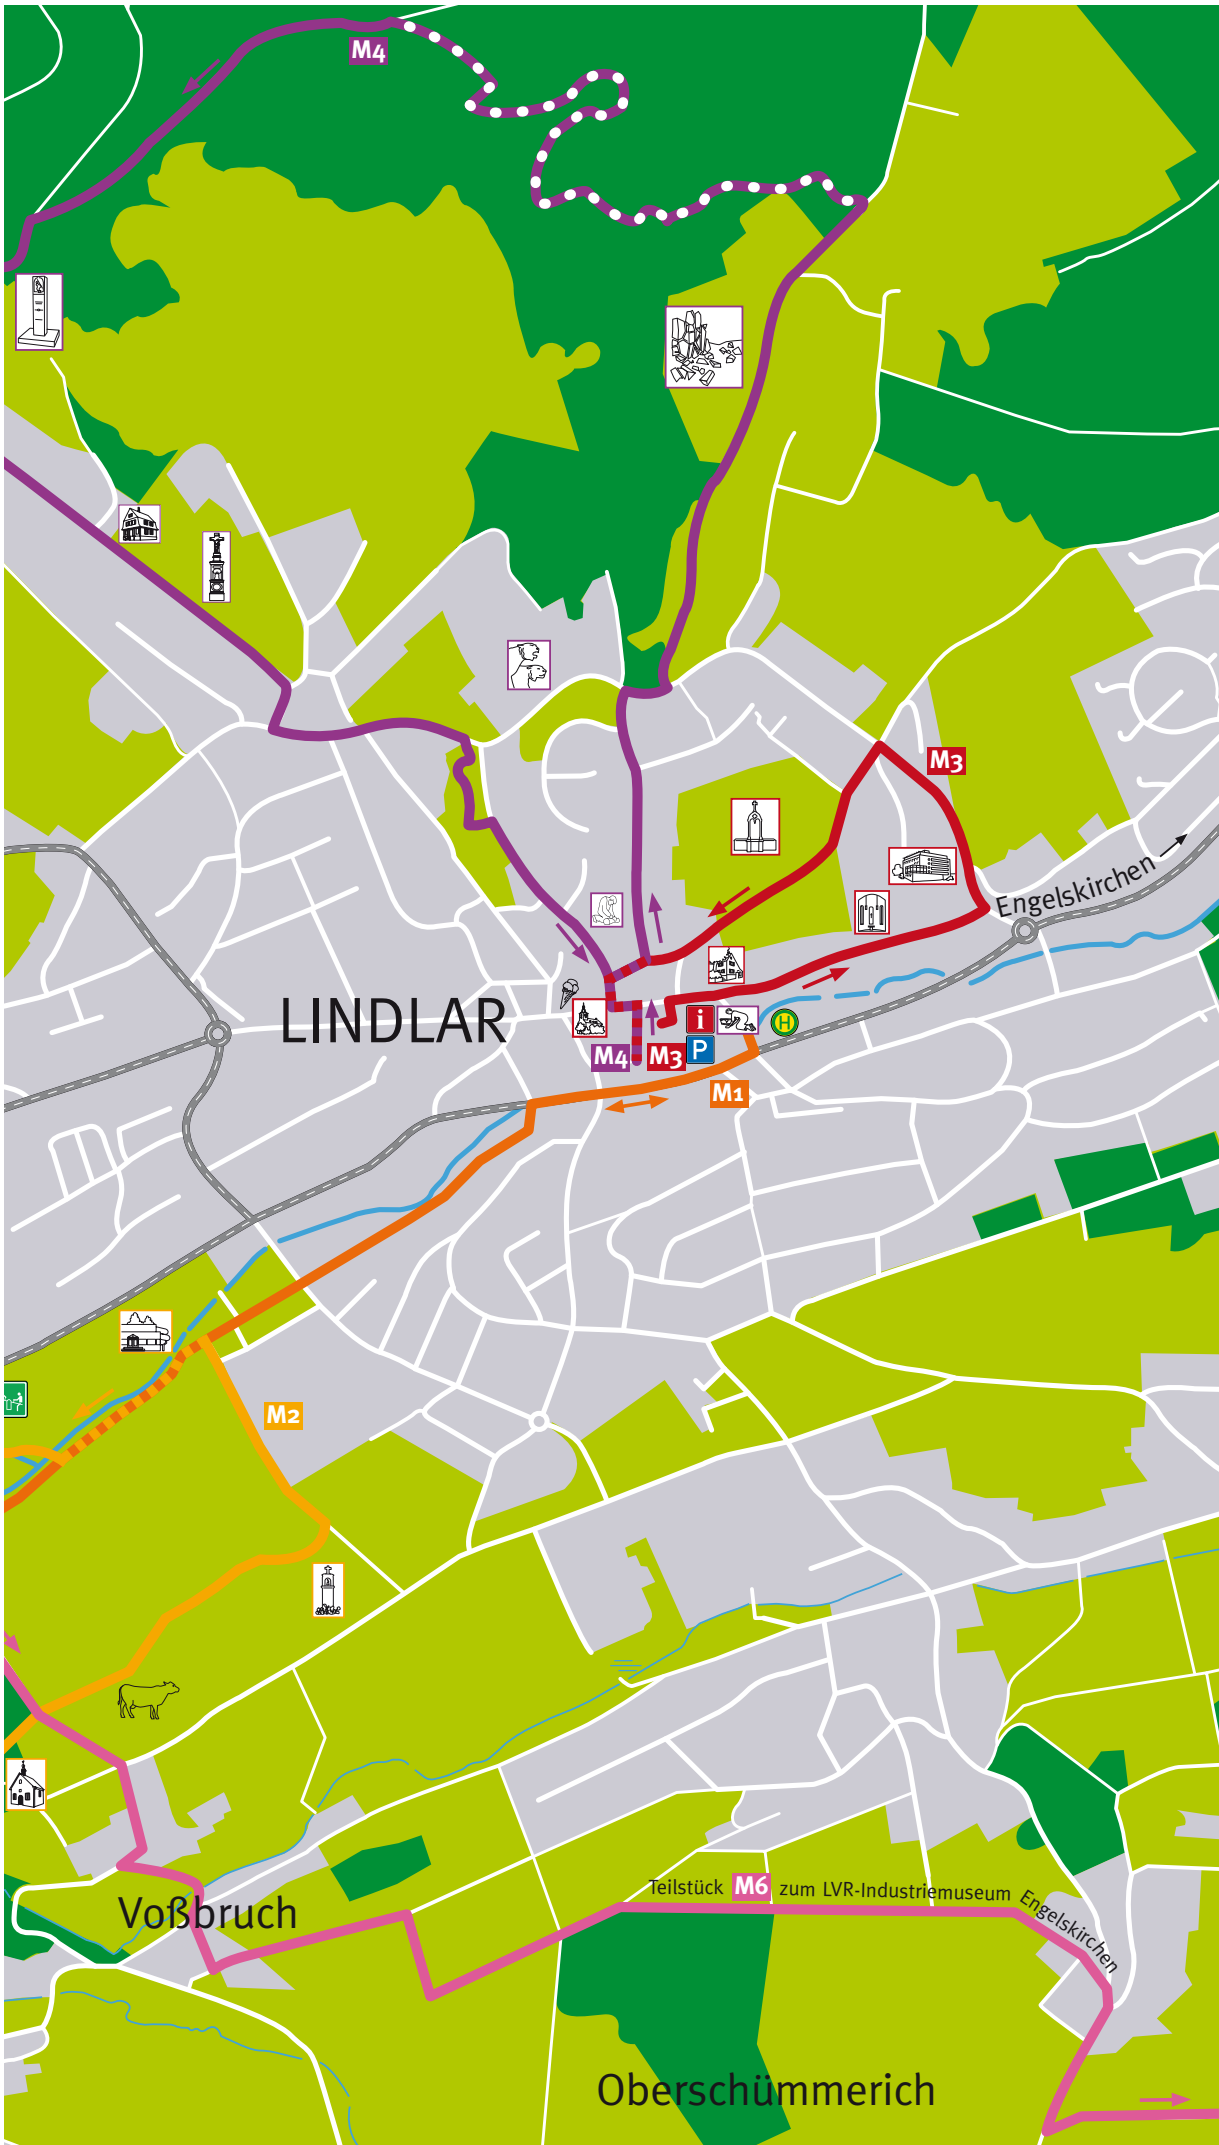 M4
M3
Engelskirchen
LINDLAR
i
H
M4
M3
P
M1
M2
Teilstück M6 zum LVR-Industriemuseum Engelskirchen
Voßbruch
Oberschümmerich